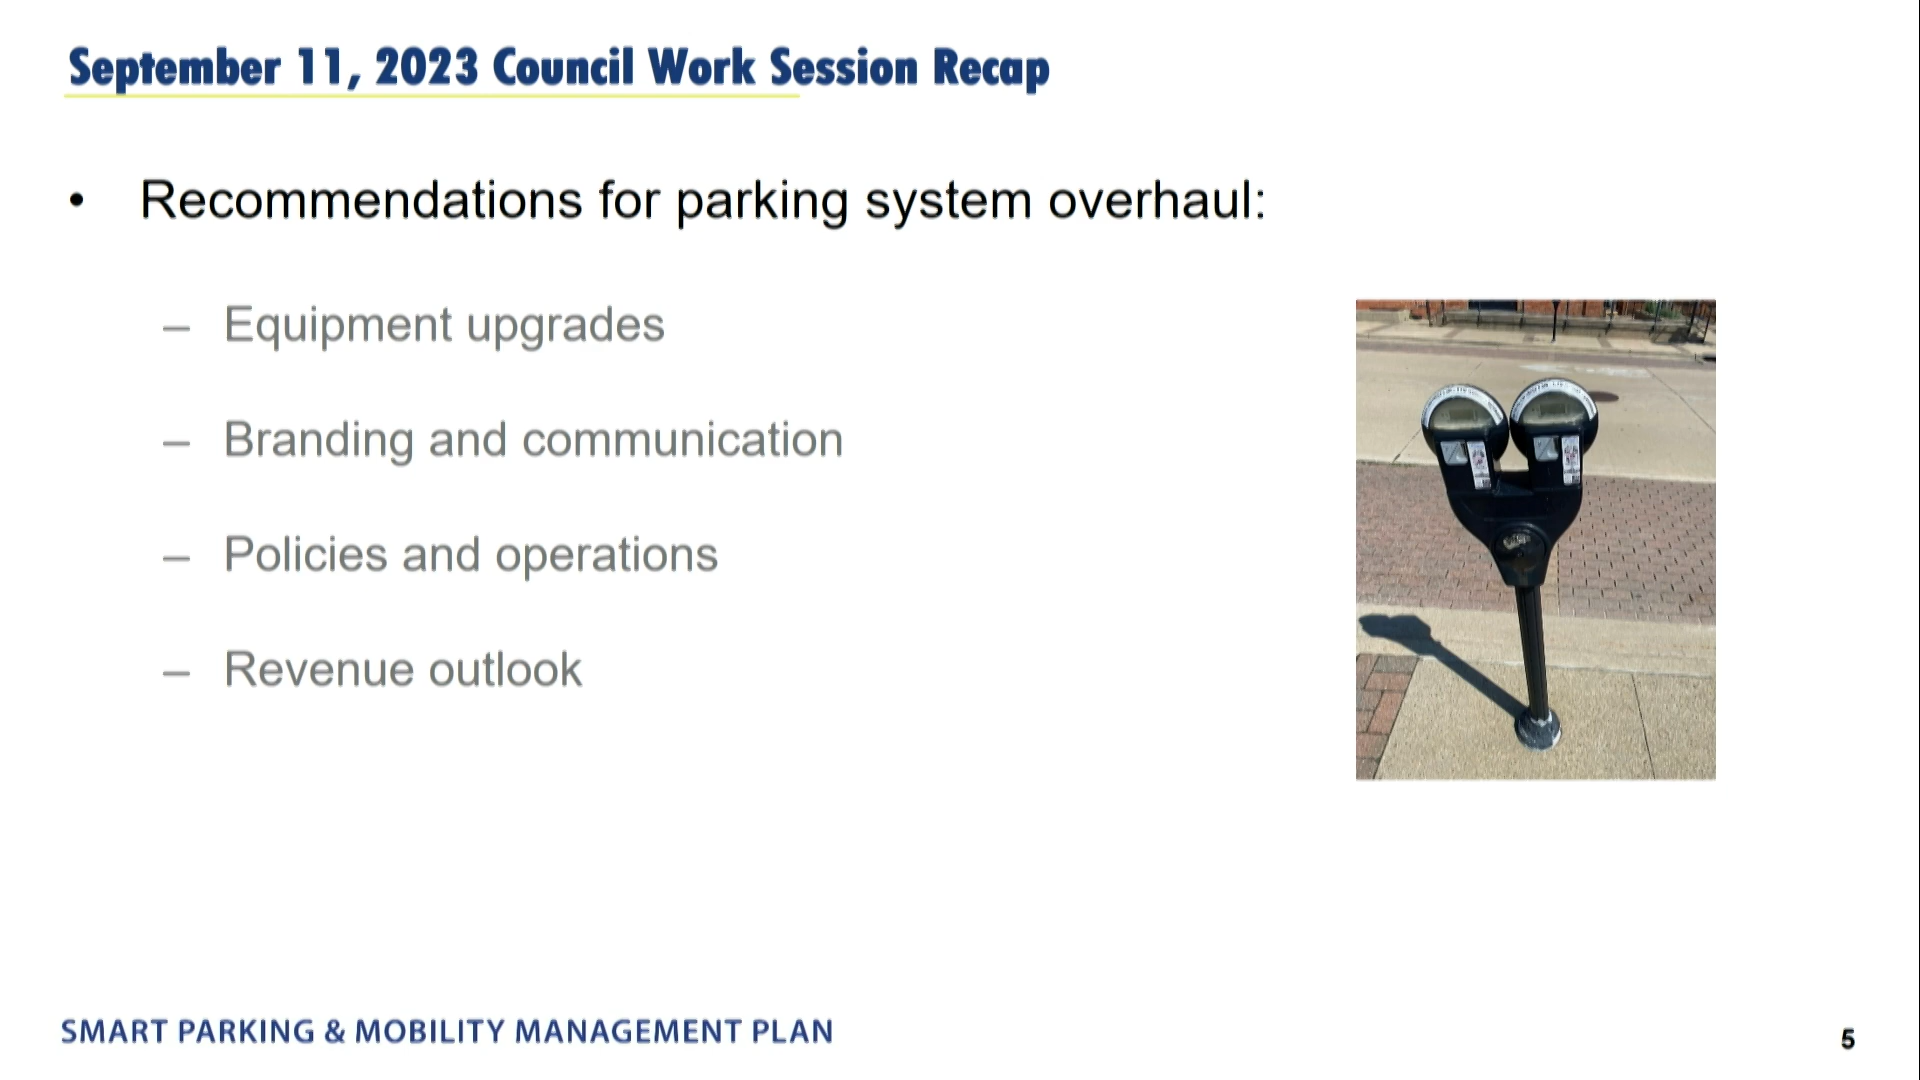 September 11, 2023 Council Work Session Recap
• Recommendations for parking system overhaul:
– Equipment upgrades
– Branding and communication
– Policies and operations
– Revenue outlook
SMART PARKING & MOBILITY MANAGEMENT PLAN
5